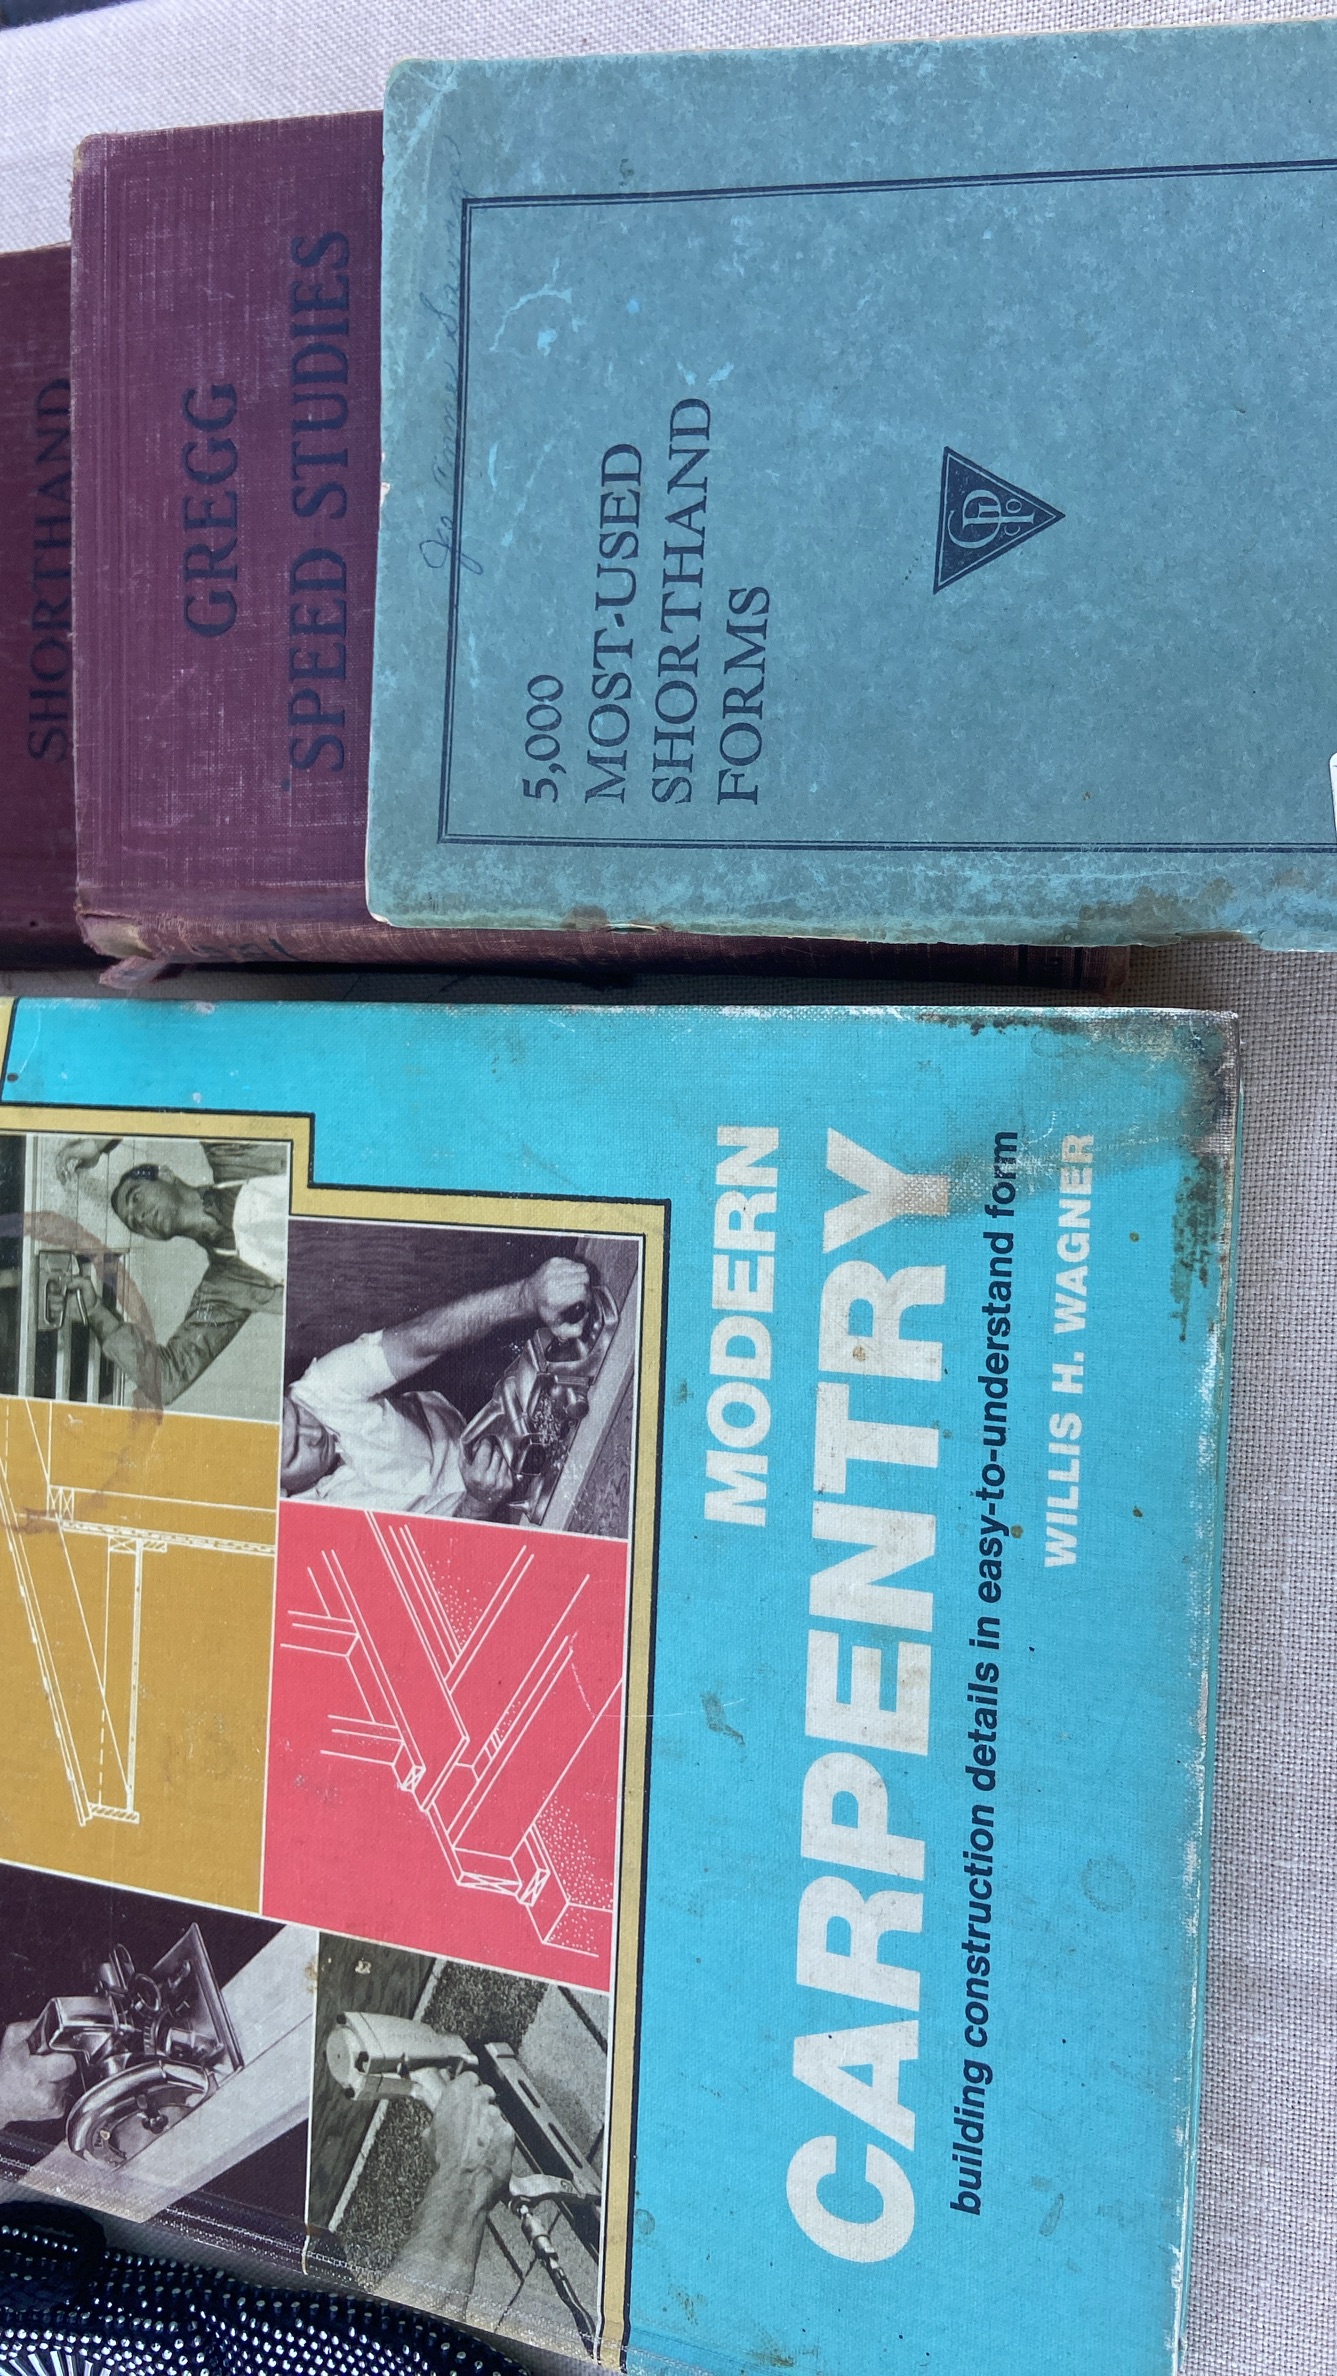 SHORTHAND
GREGG
SPEED STUDIES
5,000
MOST-USED
SHORTHAND
FORMS
MODERN
CARPENTRY
building construction details in easy-to-understand form
WILLIS H. WAGNER